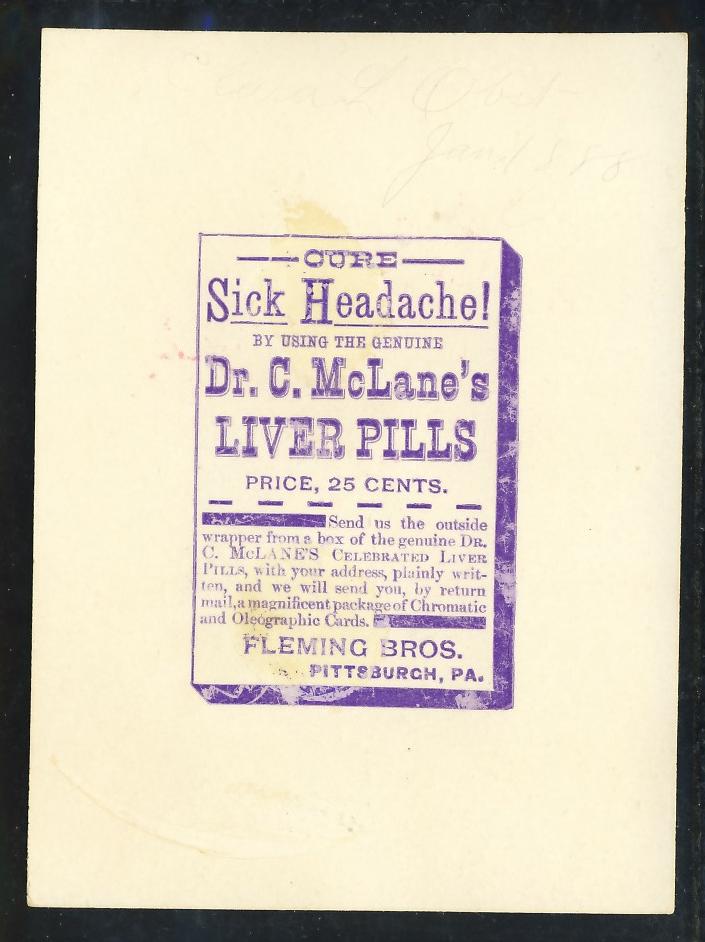 CURE
Sick Headache!
BY USING THE GENUINE
Dr. C. McLane's
LIVER PILLS
PRICE, 25 CENTS.
Send us the outside
wrapper from a box of the genuine DR.
C. MCLANE'S CELEBRATED LIVER
PILLS, with your address, plainly writ-
ten, and we will send you, by return
mail, a magnificent package of Chromatic
and Oleographic Cards.
FLEMING BROS.
PITTSBURGH, PA.